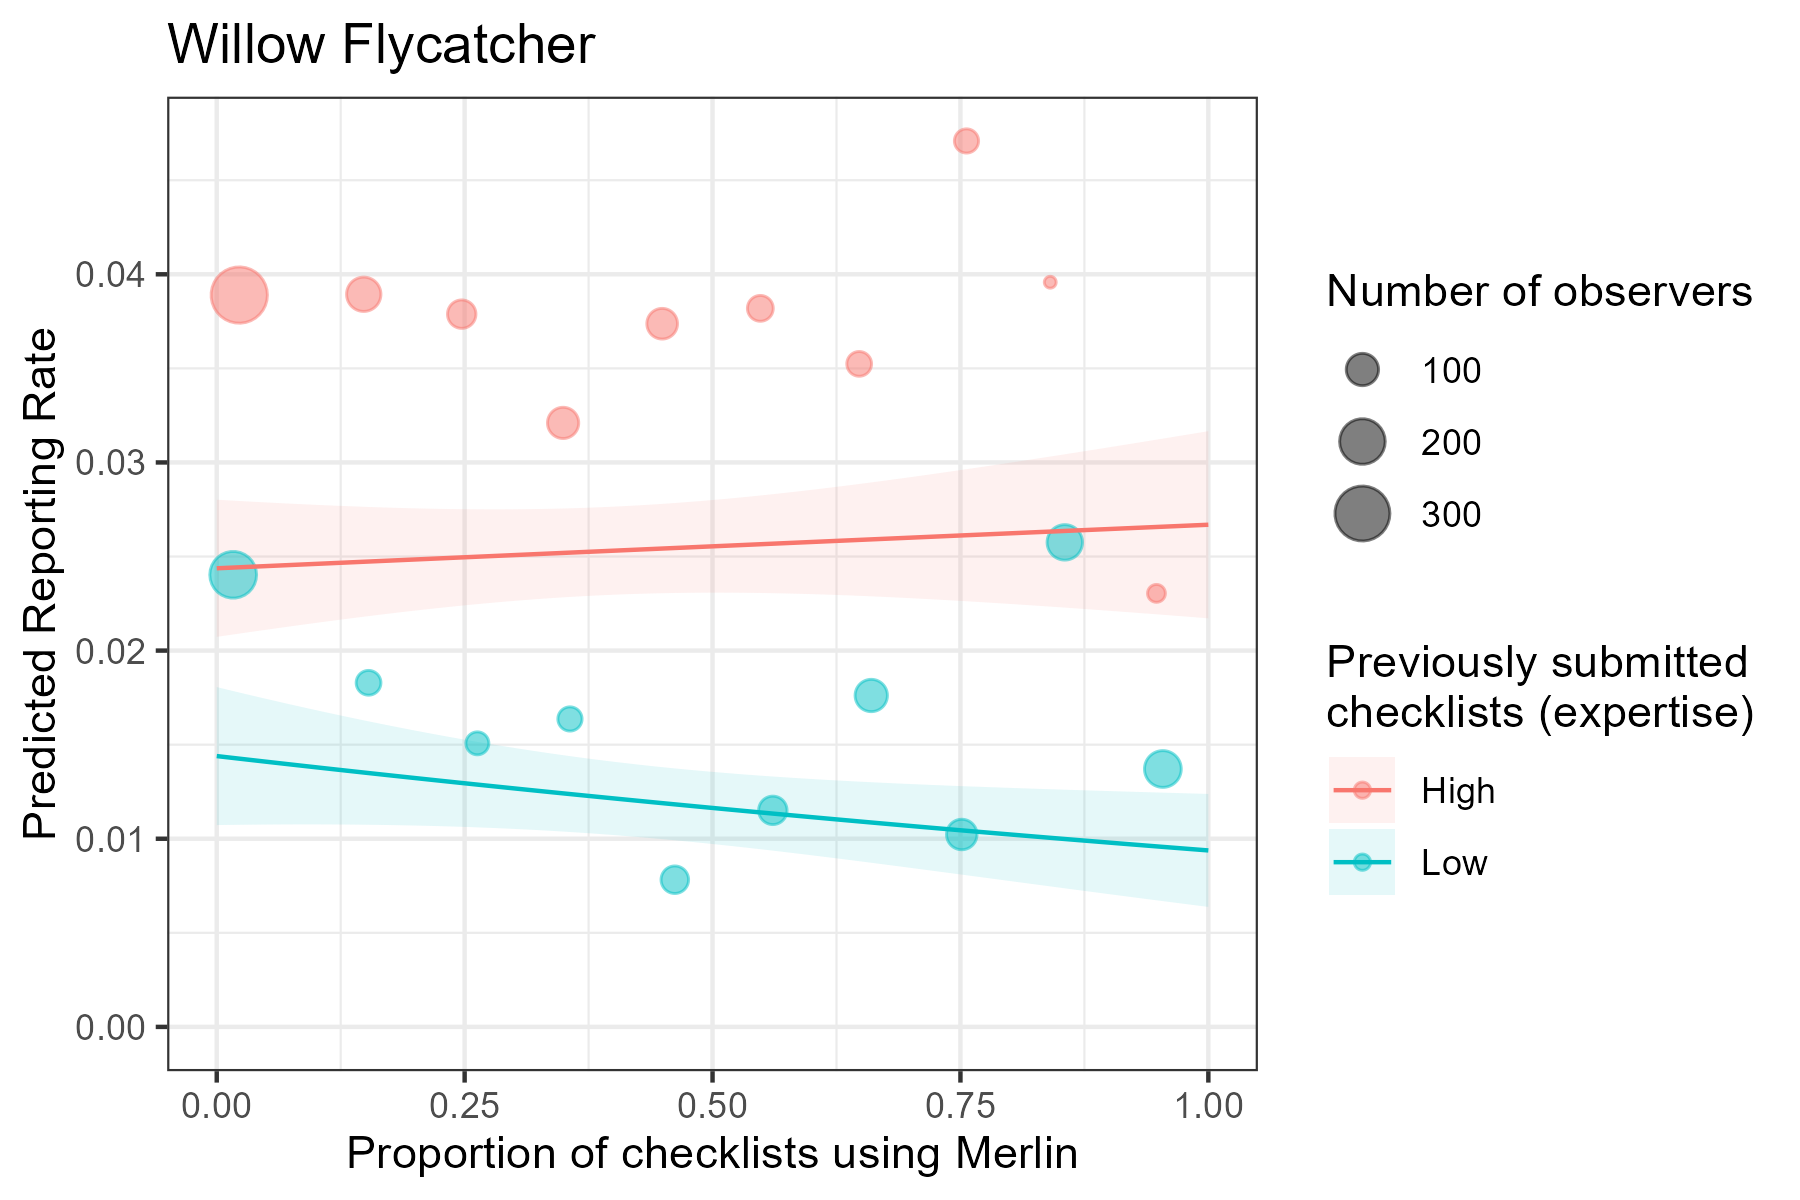 Willow Flycatcher
Predicted Reporting Rate
0.04
0.03
0.02
0.01
0.00
0.00 0.25 0.50 0.75 1.00
Proportion of checklists using Merlin
Number of observers
100
200
300
Previously submitted
checklists (expertise)
High
Low